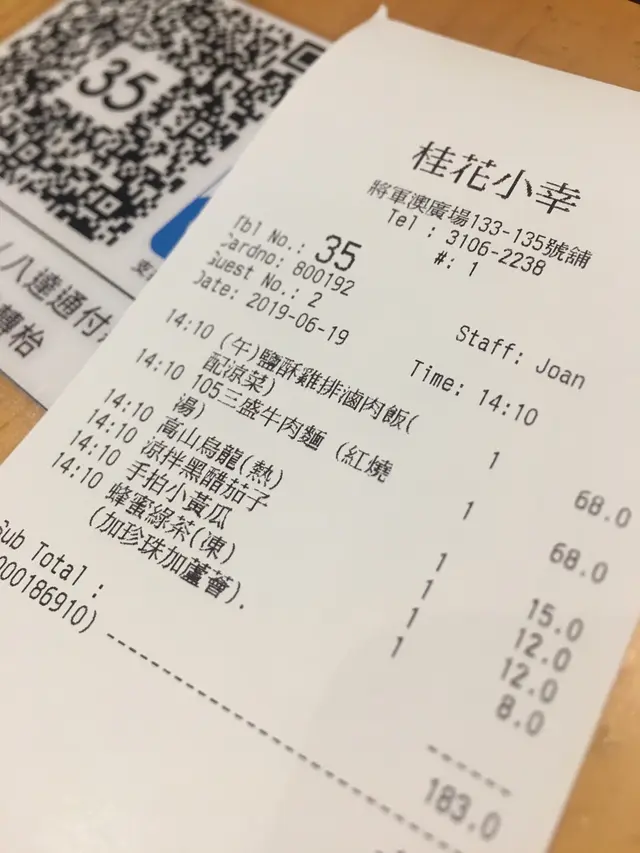 35
八達通付
轉枱
桂花小幸
將軍澳廣場133-135號舖
Tel : 3106-2238
#: 1
Tbl No.: 35
Cardno: 800192
Guest No.: 2
Staff: Joan
Date: 2019-06-19
Time: 14:10
14:10 (午)鹽酥雞排滷肉飯( 1 68.0
配涼菜)
14:10 105三盛牛肉麵 (紅燒 1 68.0
湯)
14:10 高山烏龍(熱) 1 15.0
14:10 涼拌黑醋茄子 1 12.0
14:10 手拍小黃瓜 1 12.0
14:10 蜂蜜綠茶(凍) 1 8.0
(加珍珠加蘆薈).
Sub Total : 183.0
000186910)